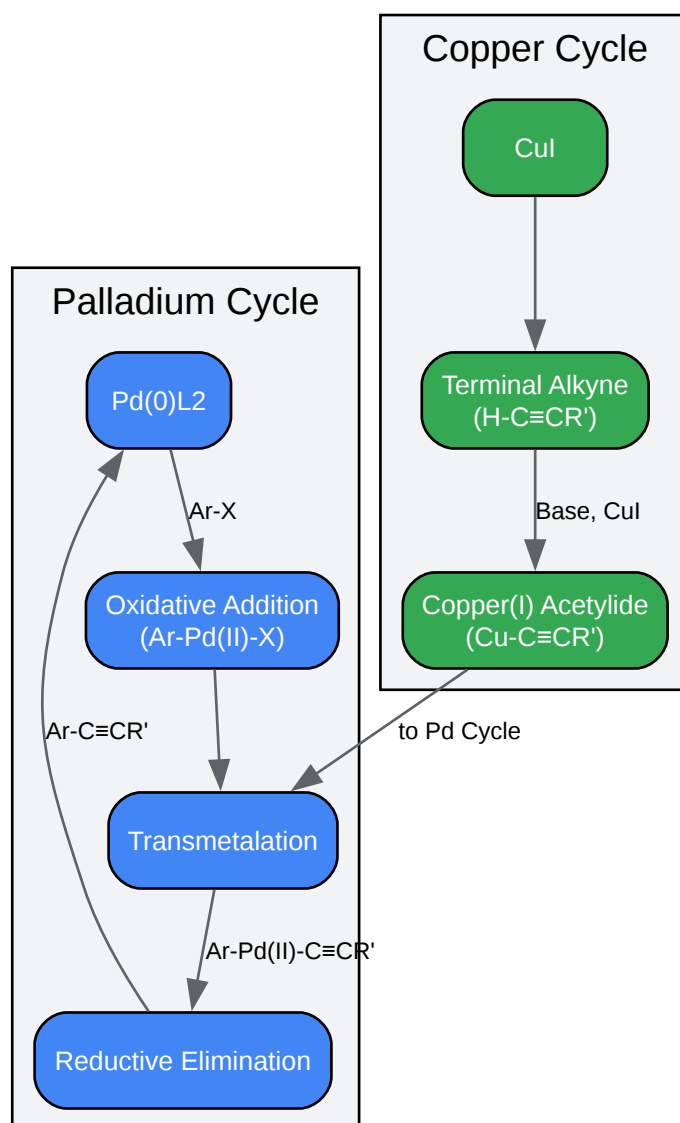 Copper Cycle
CuI
Terminal Alkyne
(H-C≡CR')
Base, CuI
Copper(I) Acetylide
(Cu-C≡CR')
to Pd Cycle
Palladium Cycle
Pd(0)L2
Ar-X
Oxidative Addition
(Ar-Pd(II)-X)
Ar-C≡CR'
Transmetalation
Ar-Pd(II)-C≡CR'
Reductive Elimination